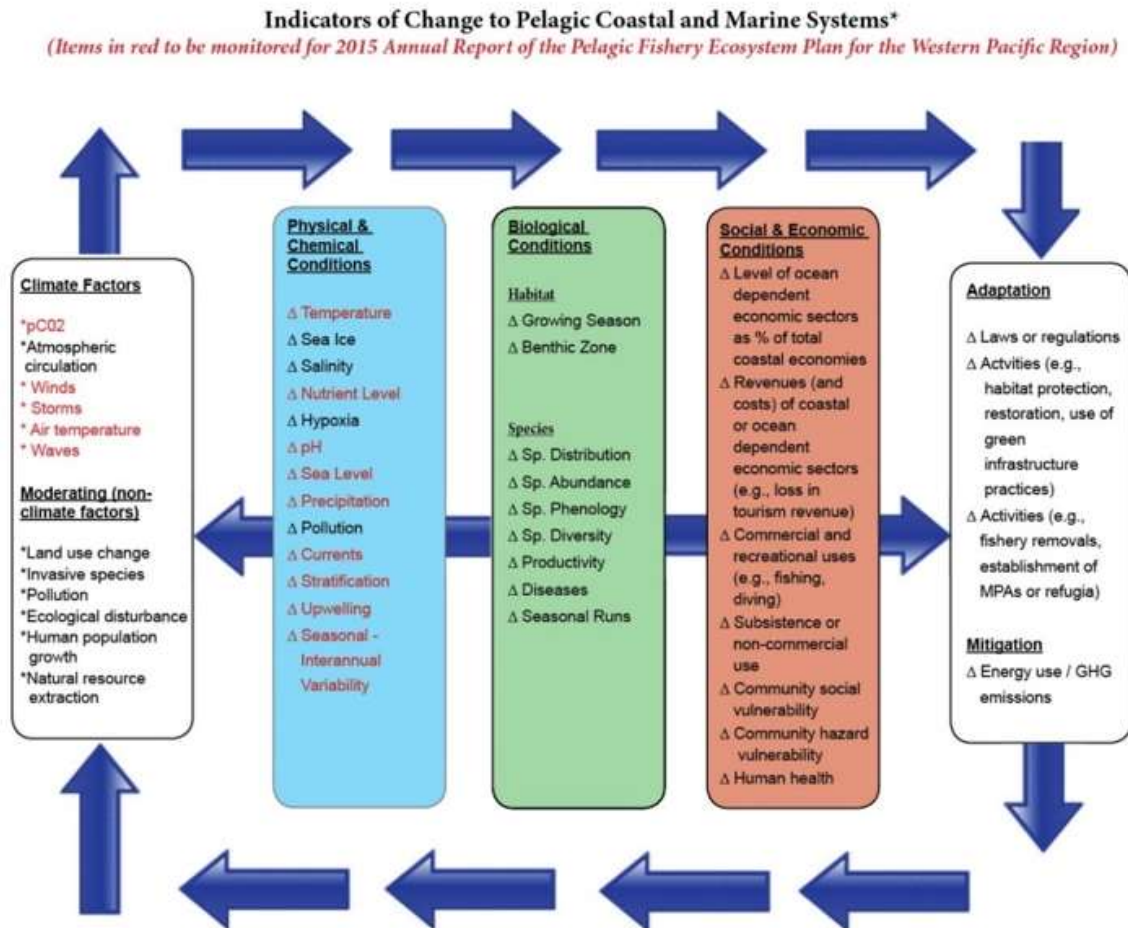 Indicators of Change to Pelagic Coastal and Marine Systems*
(Items in red to be monitored for 2015 Annual Report of the Pelagic Fishery Ecosystem Plan for the Western Pacific Region)
Climate Factors
*pC02
*Atmospheric
circulation
* Winds
* Storms
* Air temperature
* Waves
Moderating (non-
climate factors)
*Land use change
*Invasive species
*Pollution
*Ecological disturbance
*Human population
growth
*Natural resource
extraction
Physical &
Chemical
Conditions
Δ Temperature
Δ Sea Ice
Δ Salinity
Δ Nutrient Level
Δ Hypoxia
Δ pH
Δ Sea Level
Δ Precipitation
Δ Pollution
Δ Currents
Δ Stratification
Δ Upwelling
Δ Seasonal -
Interannual
Variability
Biological
Conditions
Habitat
Δ Growing Season
Δ Benthic Zone
Species
Δ Sp. Distribution
Δ Sp. Abundance
Δ Sp. Phenology
Δ Sp. Diversity
Δ Productivity
Δ Diseases
Δ Seasonal Runs
Social & Economic
Conditions
Δ Level of ocean
dependent
economic sectors
as % of total
coastal economies
Δ Revenues (and
costs) of coastal
or ocean
dependent
economic sectors
(e.g., loss in
tourism revenue)
Δ Commercial and
recreational uses
(e.g., fishing,
diving)
Δ Subsistence or
non-commercial
use
Δ Community social
vulnerability
Δ Community hazard
vulnerability
Δ Human health
Adaptation
Δ Laws or regulations
Δ Actvities (e.g.,
habitat protection,
restoration, use of
green
infrastructure
practices)
Δ Activities (e.g.,
fishery removals,
establishment of
MPAs or refugia)
Mitigation
Δ Energy use / GHG
emissions